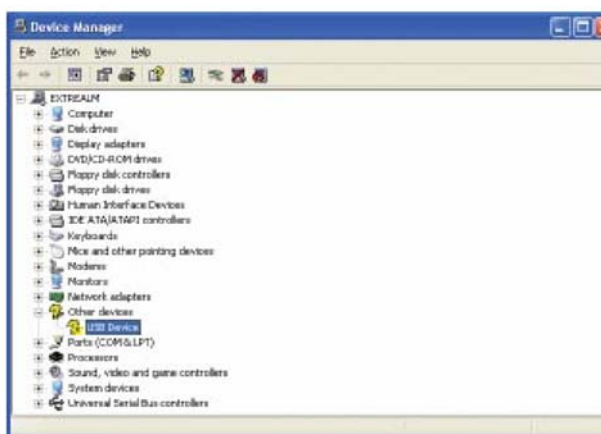 Device Manager
File Action View Help
EXTREALM
Computer
Disk drives
Display adapters
DVD/CD-ROM drives
Floppy disk controllers
Floppy disk drives
Human Interface Devices
IDE ATA/ATAPI controllers
Keyboards
Mice and other pointing devices
Modems
Monitors
Network adapters
Other devices
USB Device
Ports (COM & LPT)
Processors
Sound, video and game controllers
System devices
Universal Serial Bus controllers